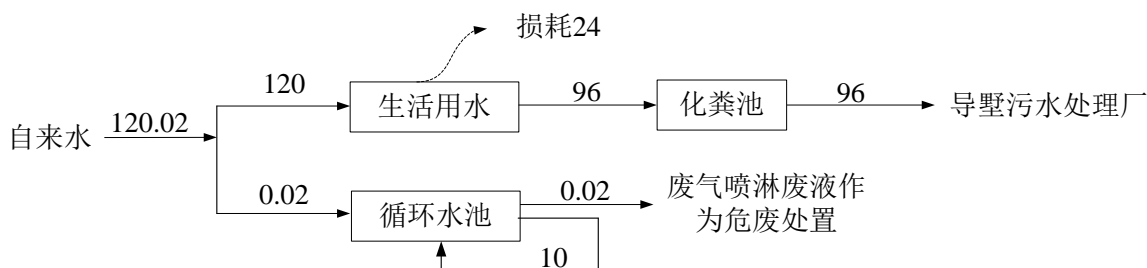 损耗24
120
生活用水
96
化粪池
96
导墅污水处理厂
自来水
120.02
0.02
循环水池
0.02
废气喷淋废液作
为危废处置
10